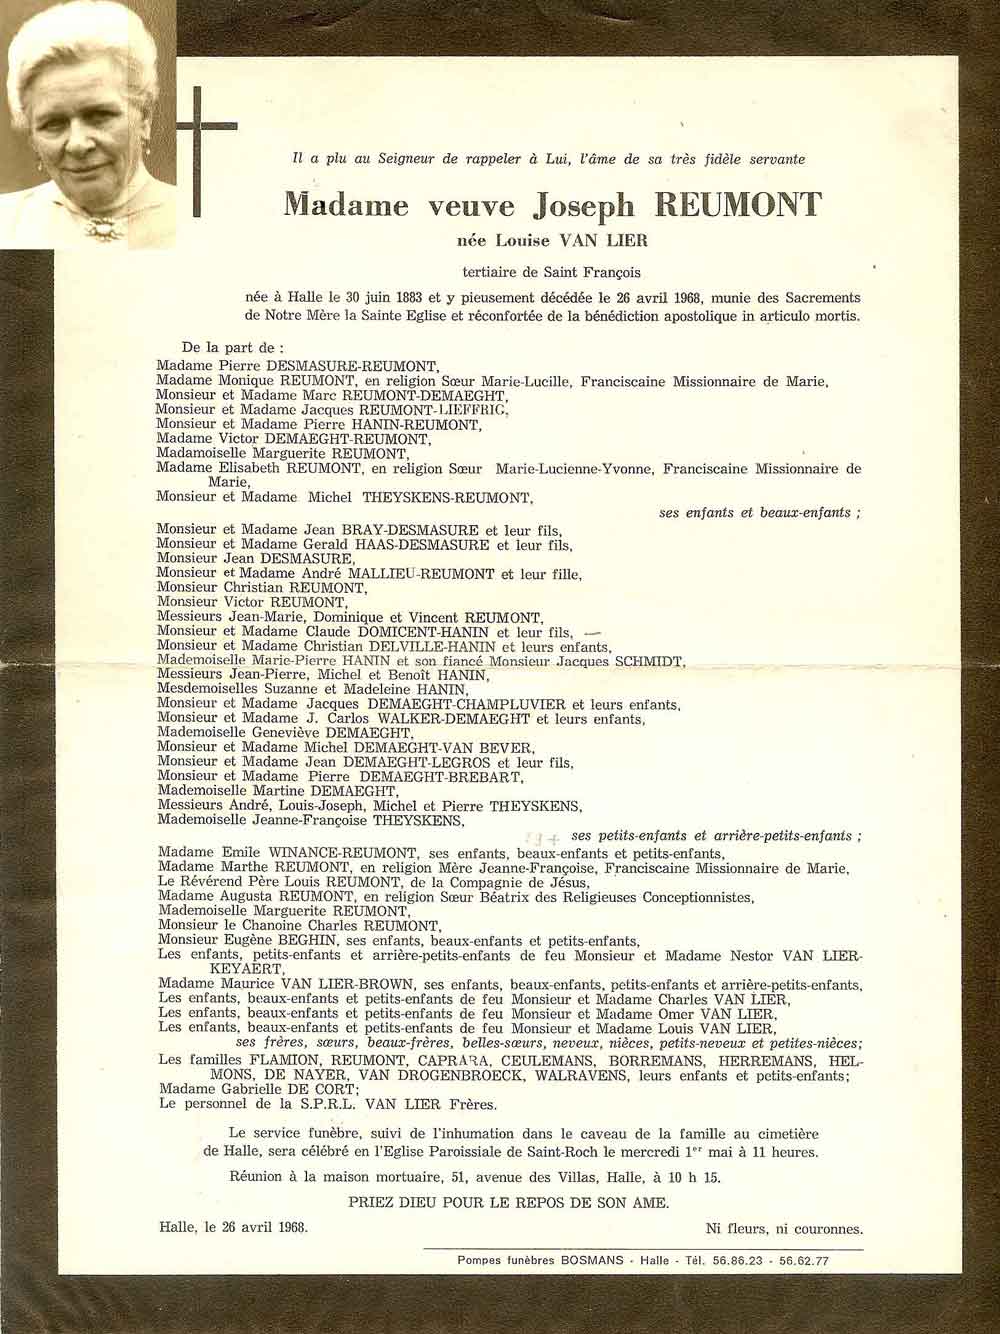 Il a plu au Seigneur de rappeler à Lui, l'âme de sa très fidèle servante
Madame veuve Joseph REUMONT
née Louise VAN LIER
tertiaire de Saint François
née à Halle le 30 juin 1883 et y pieusement décédée le 26 avril 1968, munie des Sacrements
de Notre Mère la Sainte Eglise et réconfortée de la bénédiction apostolique in articulo mortis.
De la part de :
Madame Pierre DESMASURE-REUMONT,
Madame Monique REUMONT, en religion Sœur Marie-Lucille, Franciscaine Missionnaire de Marie,
Monsieur et Madame Marc REUMONT-DEMAEGHT,
Monsieur et Madame Jacques REUMONT-LIEFFRIG,
Monsieur et Madame Pierre HANIN-REUMONT,
Madame Victor DEMAEGHT-REUMONT,
Madamoiselle Marguerite REUMONT,
Madame Elisabeth REUMONT, en religion Sœur Marie-Lucienne-Yvonne, Franciscaine Missionnaire de
Marie,
Monsieur et Madame Michel THEYSKENS-REUMONT,
ses enfants et beaux-enfants ;
Monsieur et Madame Jean BRAY-DESMASURE et leur fils,
Monsieur et Madame Gerald HAAS-DESMASURE et leur fils,
Monsieur Jean DESMASURE,
Monsieur et Madame André MALLIEU-REUMONT et leur fille,
Monsieur Christian REUMONT,
Monsieur Victor REUMONT,
Messieurs Jean-Marie, Dominique et Vincent REUMONT,
Monsieur et Madame Claude DOMICENT-HANIN et leur fils,
Monsieur et Madame Christian DELVILLE-HANIN et leurs enfants,
Mademoiselle Marie-Pierre HANIN et son fiancé Monsieur Jacques SCHMIDT,
Messieurs Jean-Pierre, Michel et Benoît HANIN,
Mesdemoiselles Suzanne et Madeleine HANIN,
Monsieur et Madame Jacques DEMAEGHT-CHAMPLUVIER et leurs enfants,
Monsieur et Madame J. Carlos WALKER-DEMAEGHT et leurs enfants,
Mademoiselle Geneviève DEMAEGHT,
Monsieur et Madame Michel DEMAEGHT-VAN BEVER,
Monsieur et Madame Jean DEMAEGHT-LEGROS et leur fils,
Monsieur et Madame Pierre DEMAEGHT-BREBART,
Mademoiselle Martine DEMAEGHT,
Messieurs André, Louis-Joseph, Michel et Pierre THEYSKENS,
Mademoiselle Jeanne-Françoise THEYSKENS,
ses petits-enfants et arrière-petits-enfants ;
Madame Emile WINANCE-REUMONT, ses enfants, beaux-enfants et petits-enfants,
Madame Marthe REUMONT, en religion Mère Jeanne-Françoise, Franciscaine Missionnaire de Marie,
Le Révérend Père Louis REUMONT, de la Compagnie de Jésus,
Madame Augusta REUMONT, en religion Sœur Béatrix des Religieuses Conceptionnistes,
Mademoiselle Marguerite REUMONT,
Monsieur le Chanoine Charles REUMONT,
Monsieur Eugène BEGHIN, ses enfants, beaux-enfants et petits-enfants,
Les enfants, petits-enfants et arrière-petits-enfants de feu Monsieur et Madame Nestor VAN LIER-
KEYAERT,
Madame Maurice VAN LIER-BROWN, ses enfants, beaux-enfants, petits-enfants et arrière-petits-enfants,
Les enfants, beaux-enfants et petits-enfants de feu Monsieur et Madame Charles VAN LIER,
Les enfants, beaux-enfants et petits-enfants de feu Monsieur et Madame Omer VAN LIER,
Les enfants, beaux-enfants et petits-enfants de feu Monsieur et Madame Louis VAN LIER,
ses frères, sœurs, beaux-frères, belles-sœurs, neveux, nièces, petits-neveux et petites-nièces;
Les familles FLAMION, REUMONT, CAPRARA, CEULEMANS, BORREMANS, HERREMANS, HEL-
MONS, DE NAYER, VAN DROGENBROECK, WALRAVENS, leurs enfants et petits-enfants;
Madame Gabrielle DE CORT;
Le personnel de la S.P.R.L. VAN LIER Frères.
Le service funèbre, suivi de l'inhumation dans le caveau de la famille au cimetière
de Halle, sera célébré en l'Eglise Paroissiale de Saint-Roch le mercredi 1er mai à 11 heures.
Réunion à la maison mortuaire, 51, avenue des Villas, Halle, à 10 h 15.
PRIEZ DIEU POUR LE REPOS DE SON AME.
Halle, le 26 avril 1968.
Ni fleurs, ni couronnes.
Pompes funèbres BOSMANS - Halle - Tél. 56.86.23 - 56.62.77